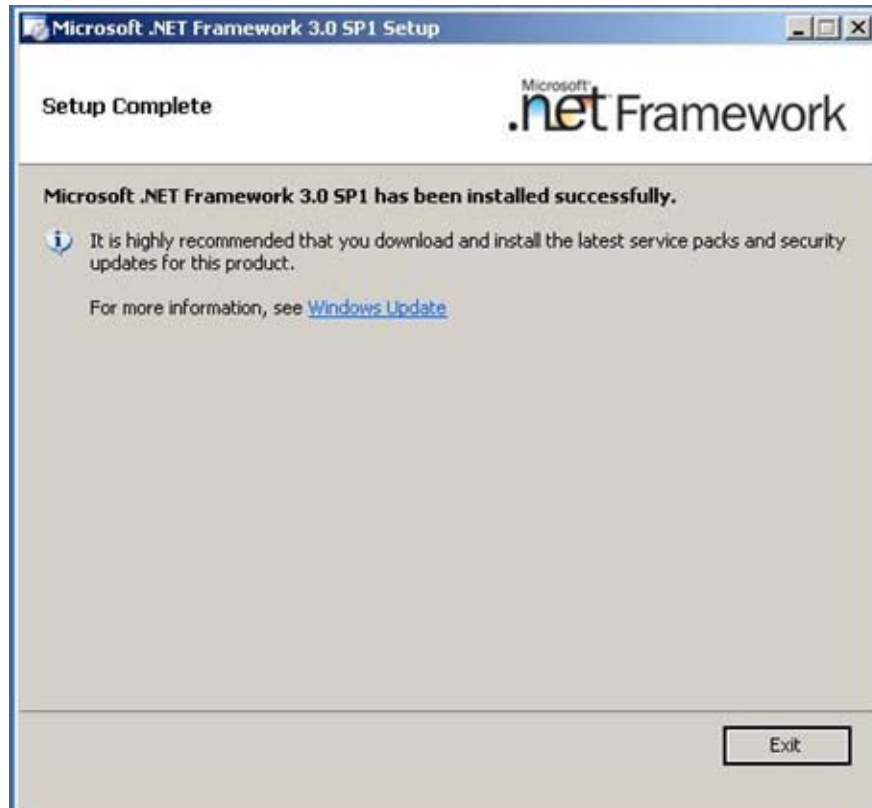 Microsoft .NET Framework 3.0 SP1 Setup
Setup Complete
Microsoft
.net Framework
Microsoft .NET Framework 3.0 SP1 has been installed successfully.
It is highly recommended that you download and install the latest service packs and security
updates for this product.
For more information, see Windows Update
Exit